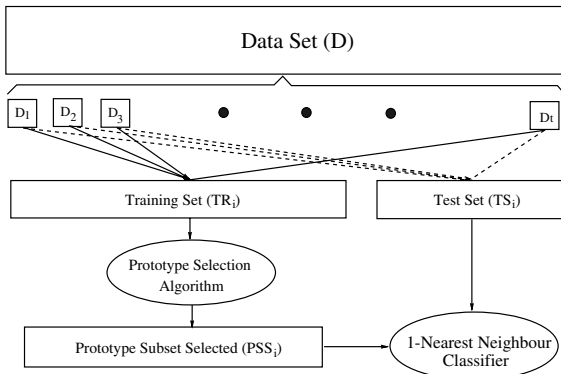 Data Set (D)
D1 D2 D3 Dt
Training Set (TRi) Test Set (TSi)
Prototype Selection
Algorithm
Prototype Subset Selected (PSSi)
1-Nearest Neighbour
Classifier